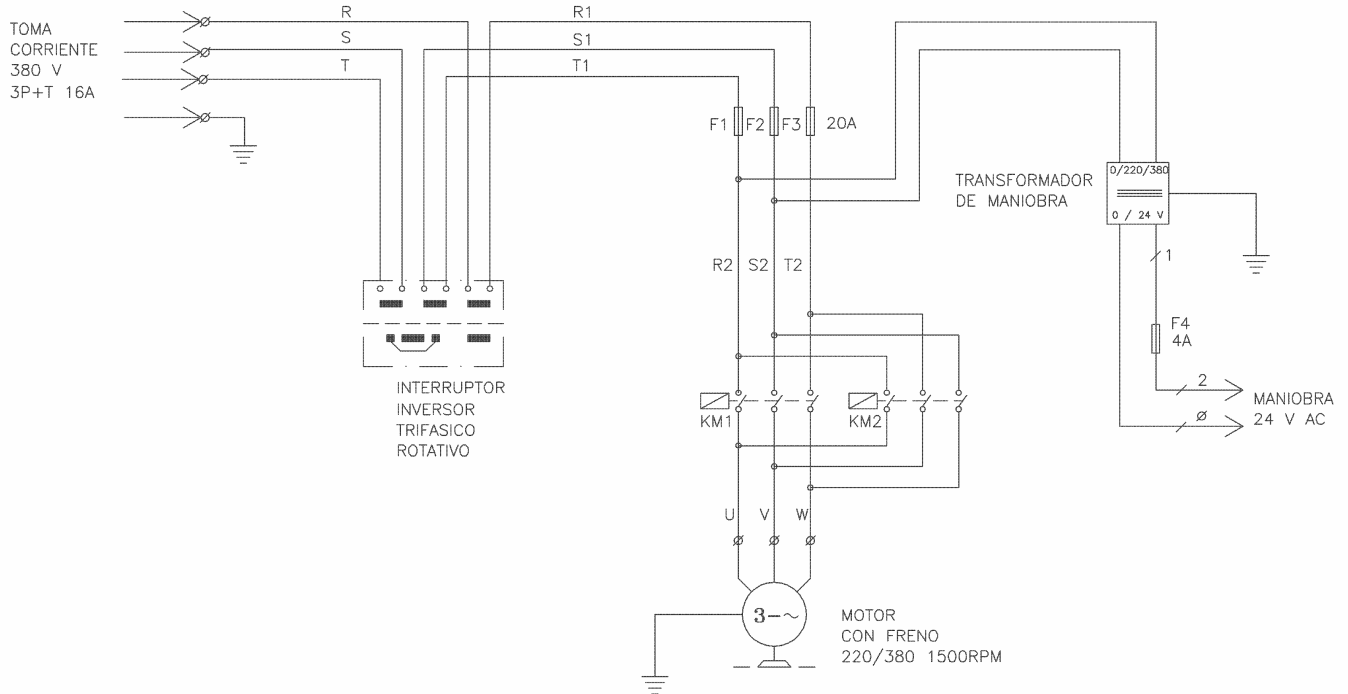 TOMA
CORRIENTE
380 V
3P+T 16A
R
S
T
R1
S1
T1
F1
F2
F3
20A
TRANSFORMADOR
DE MANIOBRA
0/220/380
0 / 24 V
1
R2
S2
T2
F4
4A
INTERRUPTOR
INVERSOR
TRIFASICO
ROTATIVO
KM1
KM2
2
Ø
MANIOBRA
24 V AC
U
V
W
3-~
MOTOR
CON FRENO
220/380 1500RPM